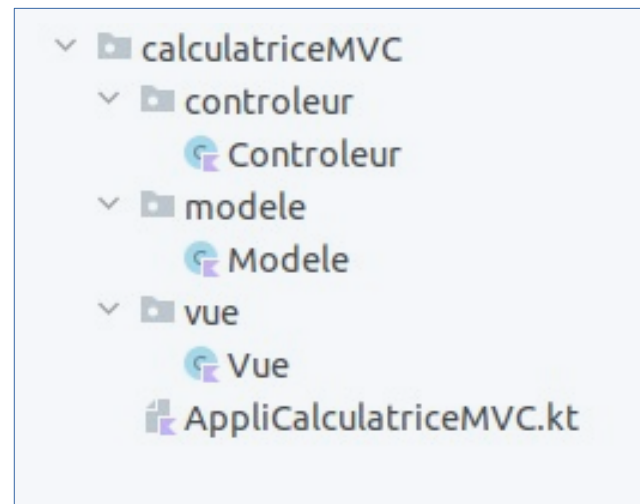 calculatriceMVC
controleur
Controleur
modele
Modele
vue
Vue
AppliCalculatriceMVC.kt